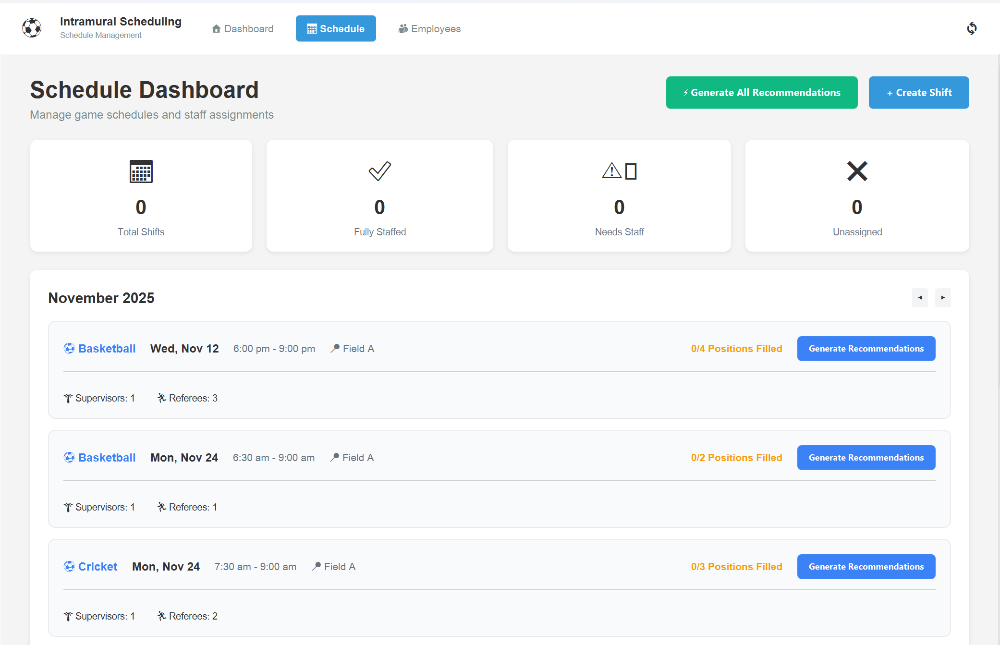 Intramural Scheduling
Schedule Management
Dashboard
Schedule
Employees
Schedule Dashboard
Manage game schedules and staff assignments
Generate All Recommendations
+ Create Shift
0
Total Shifts
0
Fully Staffed
0
Needs Staff
0
Unassigned
November 2025
Basketball Wed, Nov 12 6:00 pm - 9:00 pm Field A 0/4 Positions Filled Generate Recommendations
Supervisors: 1 Referees: 3
Basketball Mon, Nov 24 6:30 am - 9:00 am Field A 0/2 Positions Filled Generate Recommendations
Supervisors: 1 Referees: 1
Cricket Mon, Nov 24 7:30 am - 9:00 am Field A 0/3 Positions Filled Generate Recommendations
Supervisors: 1 Referees: 2